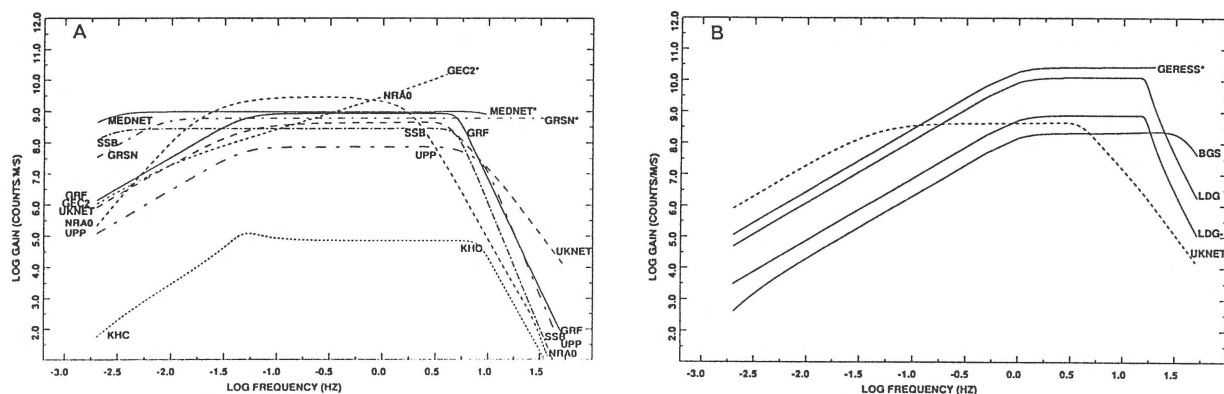 A
LOG GAIN (COUNTS M/S)
12.0
11.0
10.0
9.0
8.0
7.0
6.0
5.0
4.0
3.0
2.0
GEC2*
NRA0
MEDNET
MEDNET*
SSB
GRSN
GRSN*
SSB
GRF
UPP
GRF
GEC2
UKNET
NRA0
UPP
KHC
KHC
UKNET
GRF
SSB
UPP
NRA0
-3.0 -2.5 -2.0 -1.5 -1.0 -0.5 0.0 0.5 1.0 1.5 2.0
LOG FREQUENCY (HZ)
B
LOG GAIN (COUNTS/M/S)
12.0
11.0
10.0
9.0
8.0
7.0
6.0
5.0
4.0
3.0
2.0
GERESS*
BGS
LDG
LDG-
UKNET
-3.0 -2.5 -2.0 -1.5 -1.0 -0.5 0.0 0.5 1.0 1.5
LOG FREQUENCY (HZ)